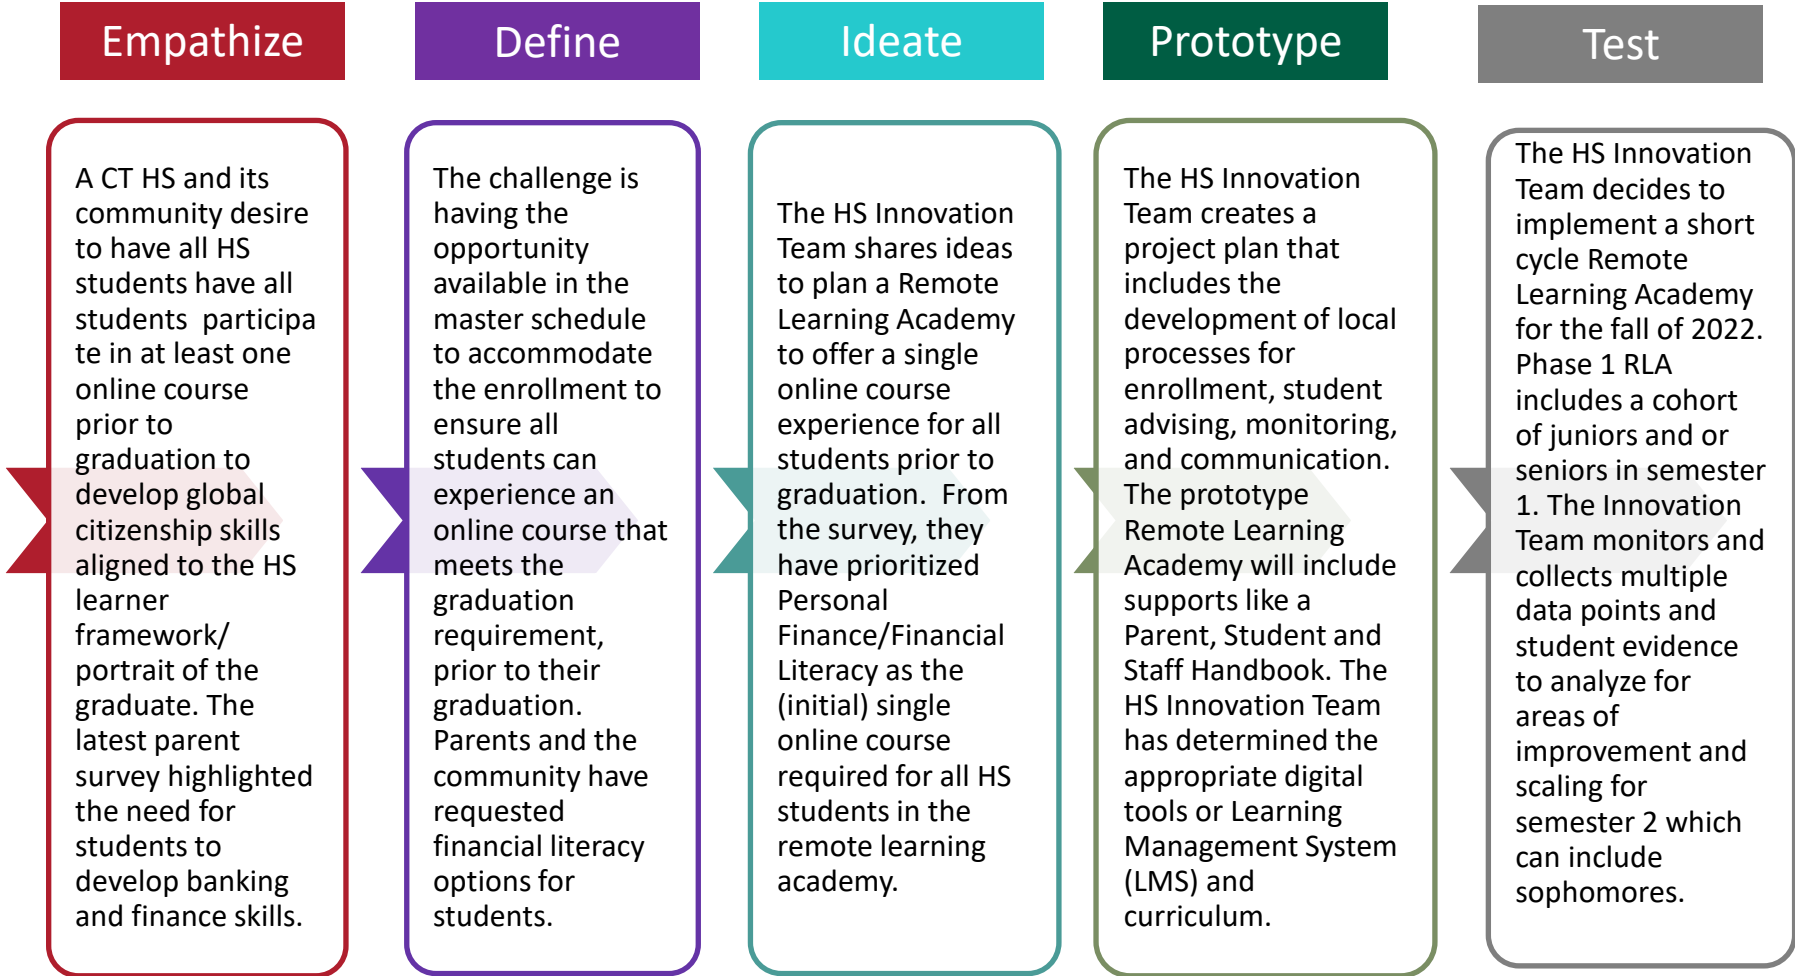 Empathize
A CT HS and its
community desire
to have all HS
students have all
students  participa
te in at least one
online course
prior to
graduation to
develop global
citizenship skills
aligned to the HS
learner
framework/
portrait of the
graduate. The
latest parent
survey highlighted
the need for
students to
develop banking
and finance skills.
Define
The challenge is
having the
opportunity
available in the
master schedule
to accommodate
the enrollment to
ensure all
students can
experience an
online course that
meets the
graduation
requirement,
prior to their
graduation.
Parents and the
community have
requested
financial literacy
options for
students.
Ideate
The HS Innovation
Team shares ideas
to plan a Remote
Learning Academy
to offer a single
online course
experience for all
students prior to
graduation.  From
the survey, they
have prioritized
Personal
Finance/Financial
Literacy as the
(initial) single
online course
required for all HS
students in the
remote learning
academy.
Prototype
The HS Innovation
Team creates a
project plan that
includes the
development of local
processes for
enrollment, student
advising, monitoring,
and communication.
The prototype
Remote Learning
Academy will include
supports like a
Parent, Student and
Staff Handbook. The
HS Innovation Team
has determined the
appropriate digital
tools or Learning
Management System
(LMS) and
curriculum.
Test
The HS Innovation
Team decides to
implement a short
cycle Remote
Learning Academy
for the fall of 2022.
Phase 1 RLA
includes a cohort
of juniors and or
seniors in semester
1. The Innovation
Team monitors and
collects multiple
data points and
student evidence
to analyze for
areas of
improvement and
scaling for
semester 2 which
can include
sophomores.